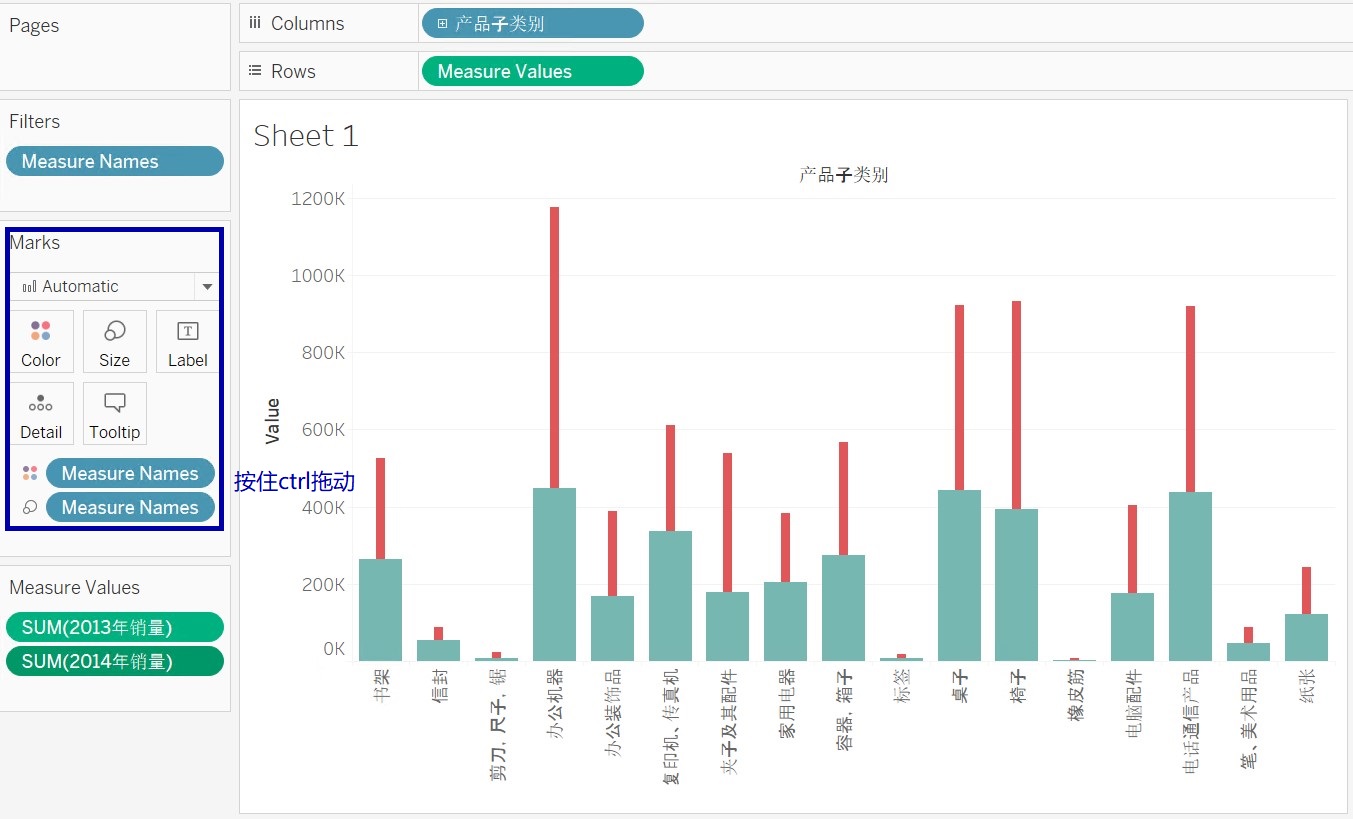 Pages
Columns
产品子类别
Rows
Measure Values
Filters
Measure Names
Marks
Automatic
Color
Size
Label
Detail
Tooltip
Measure Names
Measure Names
按住ctrl拖动
Measure Values
SUM(2013年销量)
SUM(2014年销量)
Sheet 1
产品子类别
Value
1200K
1000K
800K
600K
400K
200K
0K
书架
信封
剪刀, 尺子, 锯
办公机器
办公装饰品
复印机、传真机
夹子及其配件
家用电器
容器, 箱子
标签
桌子
椅子
橡皮筋
电脑配件
电话通信产品
笔、美术用品
纸张